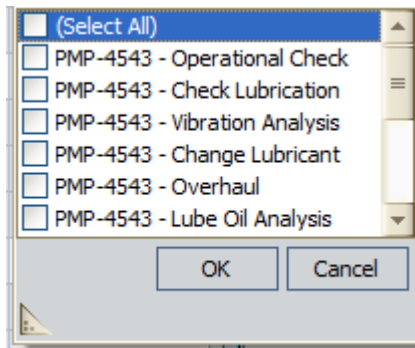 (Select All)
PMP-4543 - Operational Check
PMP-4543 - Check Lubrication
PMP-4543 - Vibration Analysis
PMP-4543 - Change Lubricant
PMP-4543 - Overhaul
PMP-4543 - Lube Oil Analysis
OK Cancel